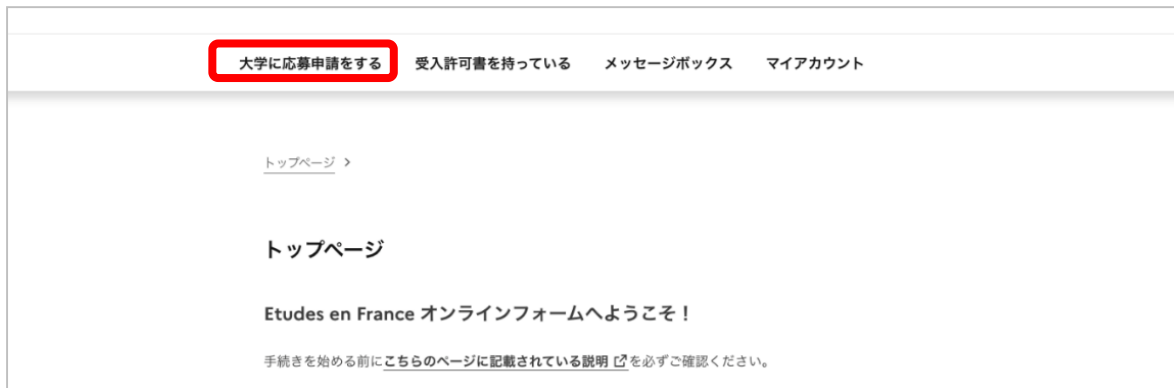 大学に応募申請をする 受入許可書を持っている メッセージボックス マイアカウント
トップページ >
トップページ
Etudes en France オンラインフォームへようこそ！
手続きを始める前にこちらのページに記載されている説明を必ずご確認ください。